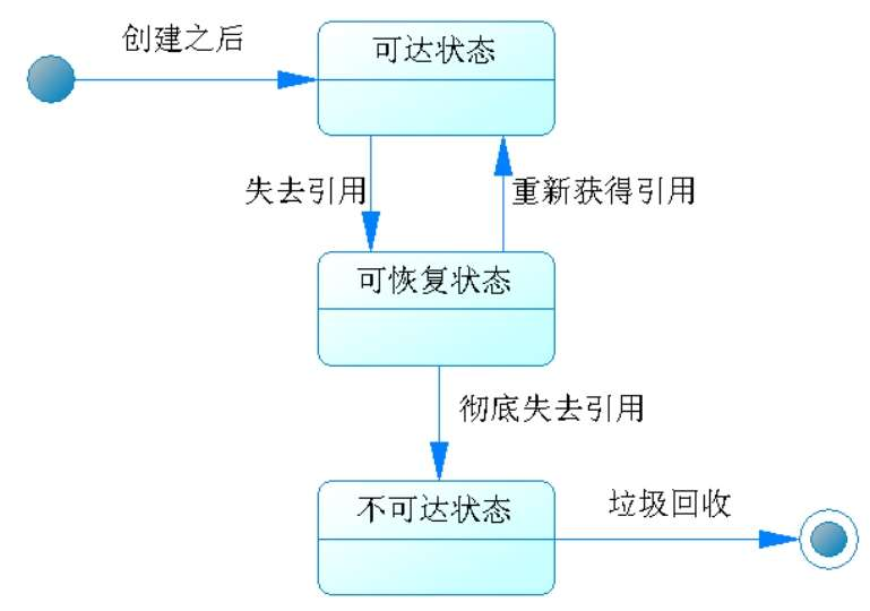 创建之后
可达状态
失去引用
重新获得引用
可恢复状态
彻底失去引用
不可达状态
垃圾回收